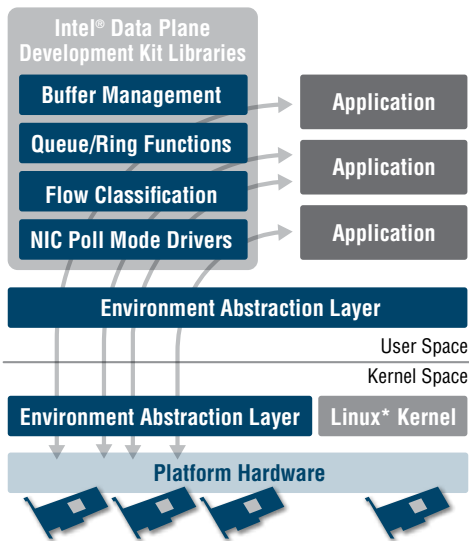 Intel® Data Plane
Development Kit Libraries
Buffer Management
Queue/Ring Functions
Flow Classification
NIC Poll Mode Drivers
Application
Application
Application
Environment Abstraction Layer
User Space
Kernel Space
Environment Abstraction Layer
Linux* Kernel
Platform Hardware